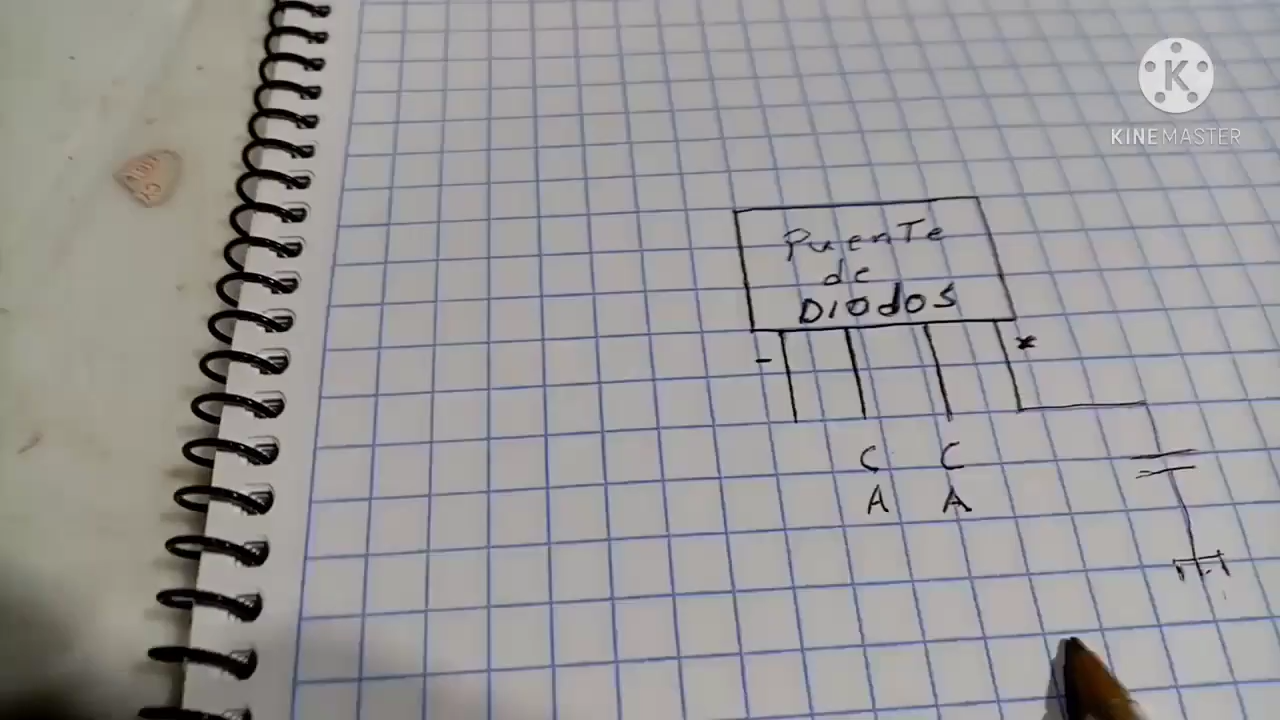 K
KINEMASTER
Puente
de
DIodos
- *
C C
A A